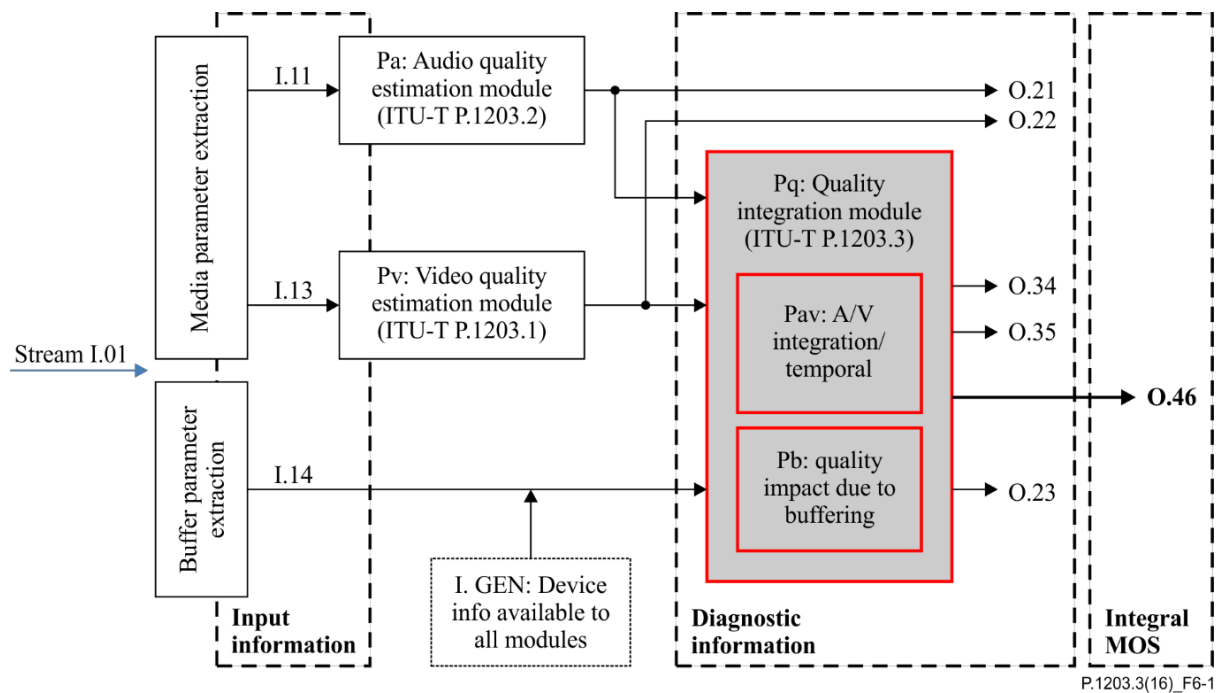 Media parameter extraction
I.11
Pa: Audio quality
estimation module
(ITU-T P.1203.2)
O.21
O.22
Pq: Quality
integration module
(ITU-T P.1203.3)
I.13
Pv: Video quality
estimation module
(ITU-T P.1203.1)
O.34
Pav: A/V
integration/
temporal
O.35
Stream I.01
O.46
Buffer parameter
extraction
I.14
Pb: quality
impact due to
buffering
O.23
I. GEN: Device
info available to
all modules
Input
information
Diagnostic
information
Integral
MOS
P.1203.3(16)_F6-1